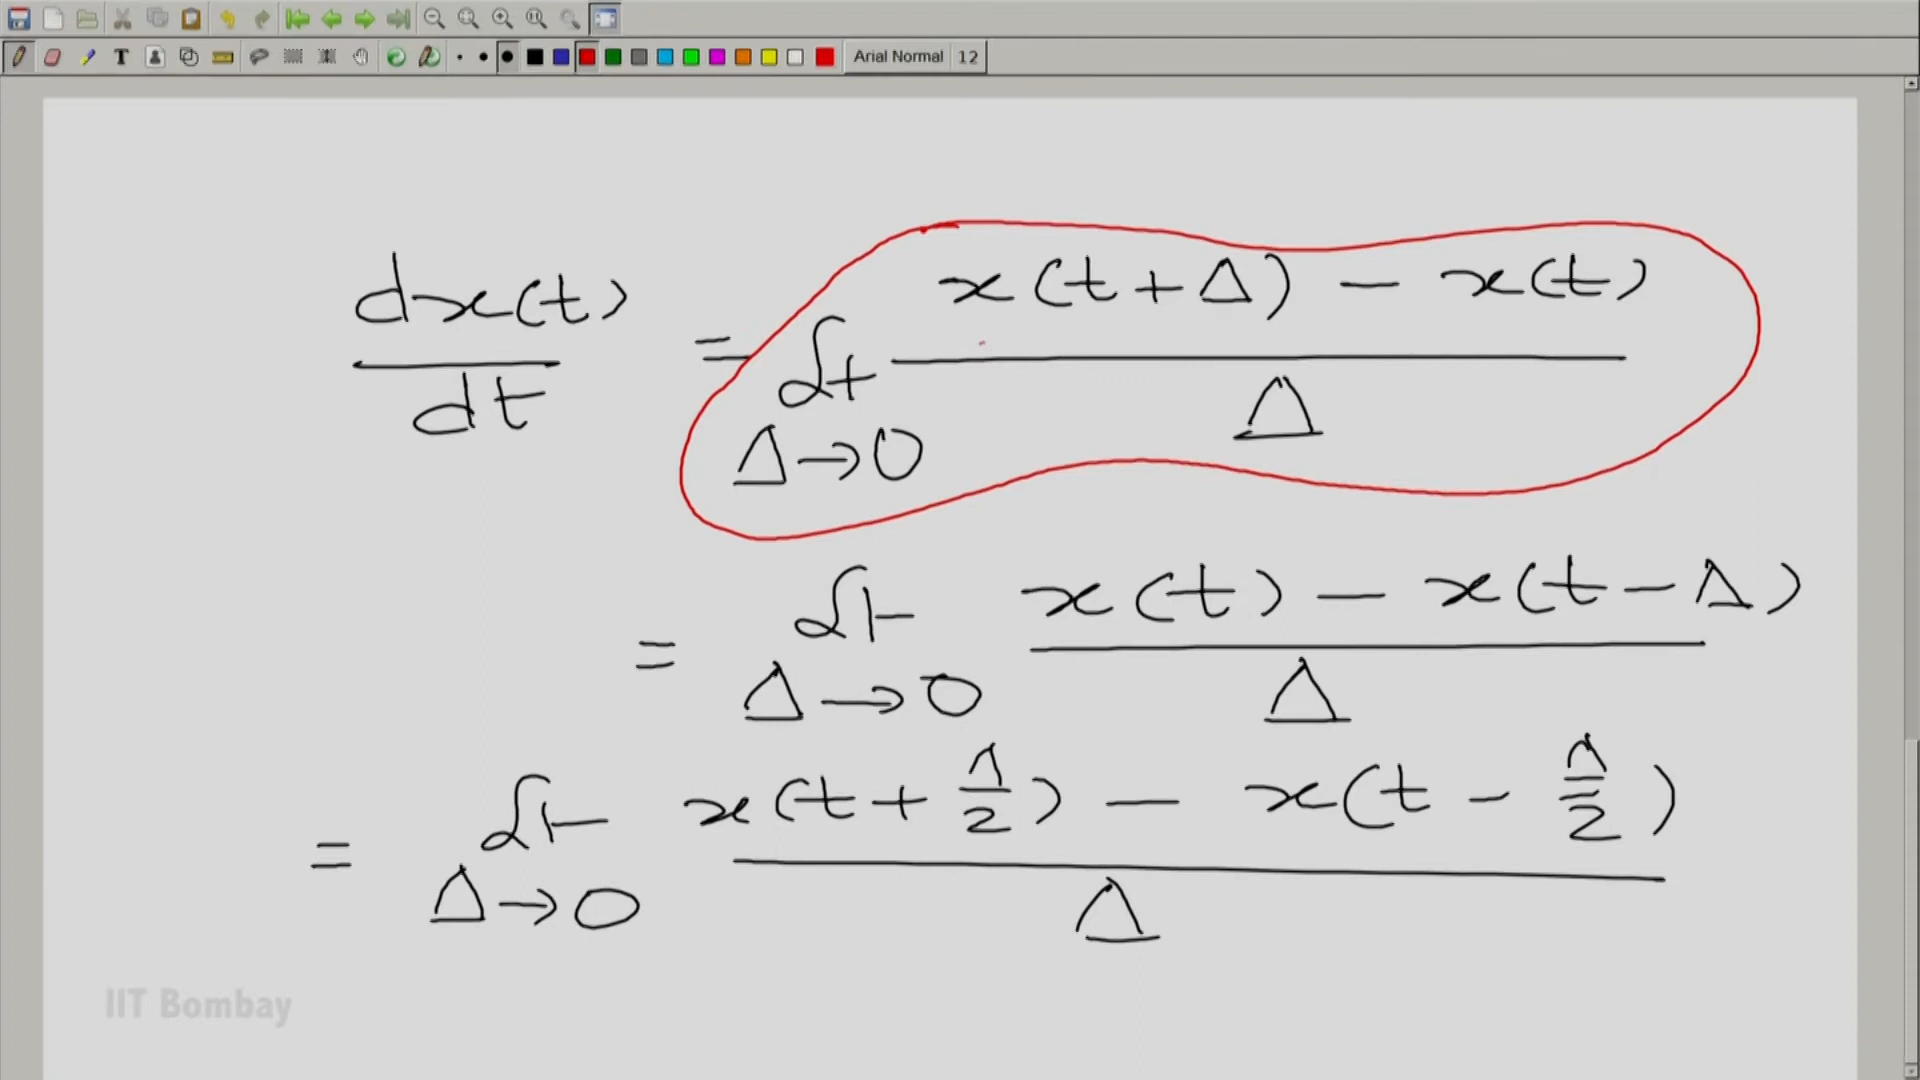 T Arial Normal 12
dx(t)/dt = Lt Δ→0 (x(t+Δ) − x(t))/Δ
= Lt Δ→0 (x(t) − x(t−Δ))/Δ
= Lt Δ→0 (x(t+Δ/2) − x(t−Δ/2))/Δ
IIT Bombay